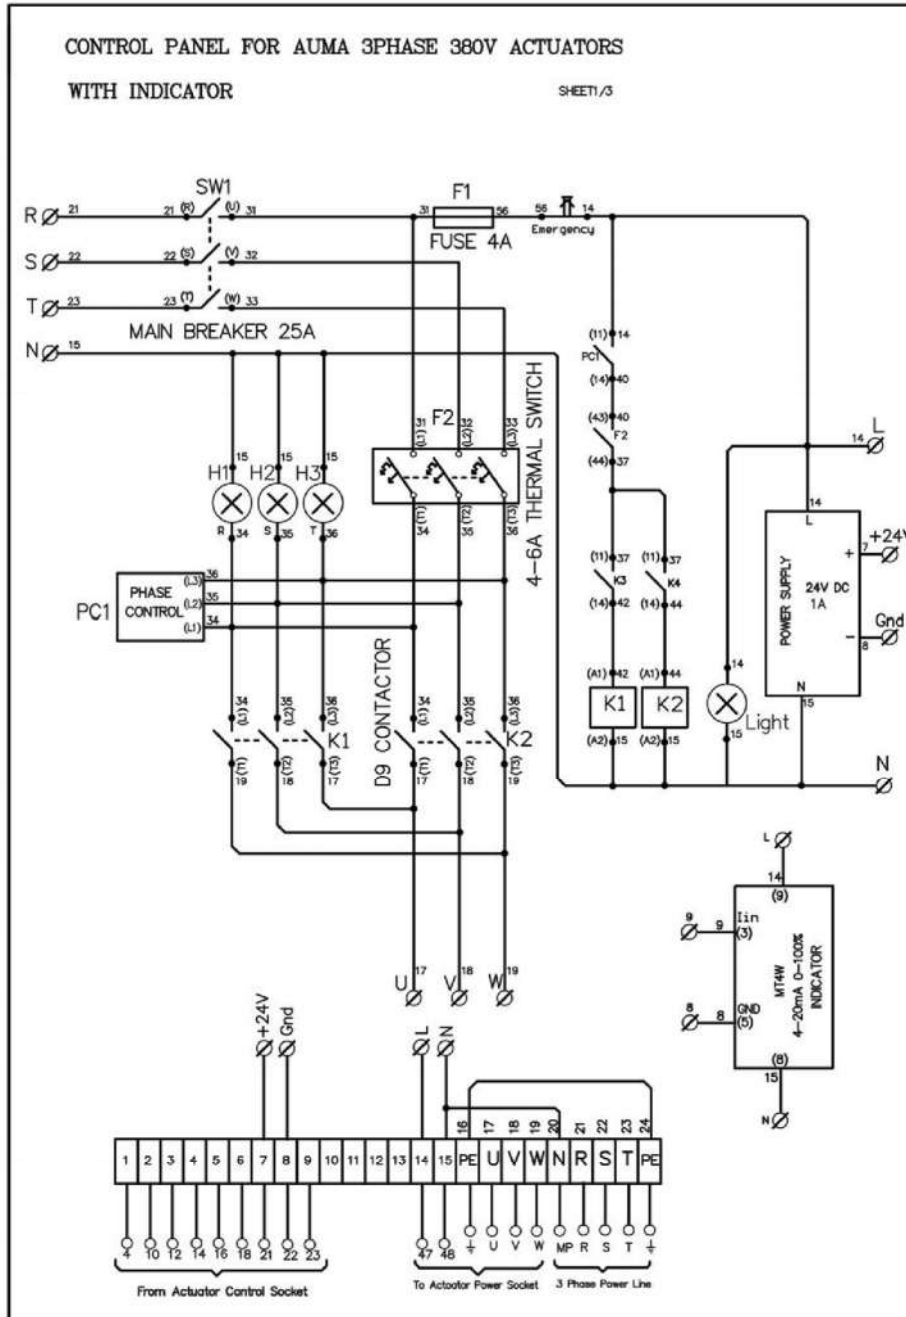 CONTROL PANEL FOR AUMA 3PHASE 380V ACTUATORS
WITH INDICATOR
SHEET1/3
SW1
F1
R 21 21 (R) (U) 31 31 56 56 14
FUSE 4A
Emergency
S 22 22 (S) (V) 32
T 23 23 (T) (W) 33
MAIN BREAKER 25A
N 15
(11) 14
PC1
(14) 40
(43) 40
F2
(44) 37
F2
31 (L1) 32 (L2) 33 (L3)
34 (T1) 35 (T2) 36 (T3)
4-6A THERMAL SWITCH
15 15 15
H1 H2 H3
R S T
34 35 36
PC1
PHASE
CONTROL
(L3) 36
(L2) 35
(L1) 34
14 L
14
L
+24V
7
+
POWER SUPPLY
24V DC
1A
Gnd
8
−
N
15
(11) 37 (11) 37
K3 K4
(14) 42 (14) 44
(A1) 42 (A1) 44
K1 K2
(A2) 15 (A2) 15
14
Light
15
N
34 (L1) 35 (L2) 36 (L3)
K1
19 (T1) 18 (T2) 17 (T3)
D9 CONTACTOR
34 (L1) 35 (L2) 36 (L3)
K2
17 (T1) 18 (T2) 19 (T3)
L
14
(9)
9 9 Iin
(3)
8 8 GND
(5)
MT4W
4-20mA 0-100%
INDICATOR
(8)
15
N
U 17 V 18 W 19
+24V Gnd L N
16 17 18 19 20 21 22 23 24
1 2 3 4 5 6 7 8 9 10 11 12 13 14 15 PE U V W N R S T PE
4 10 12 14 16 18 21 22 23 47 48 U V W MP R S T
From Actuator Control Socket
To Actoator Power Socket
3 Phase Power Line